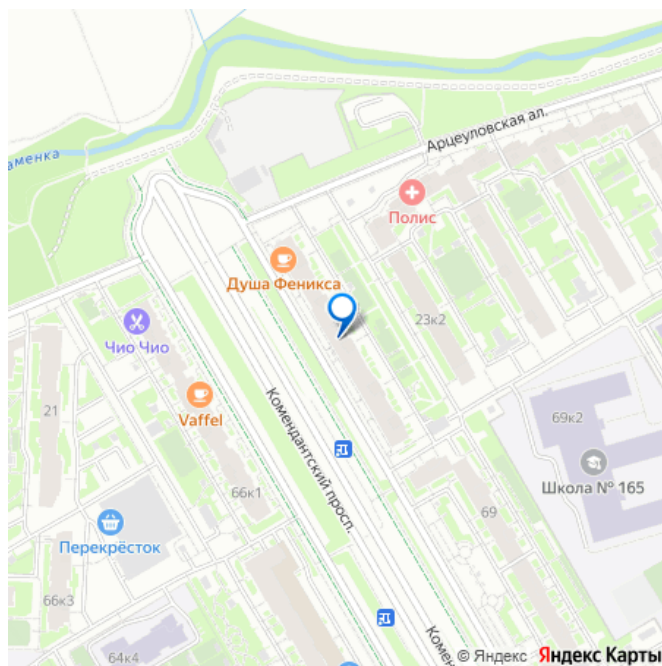 Арцеуловская ал.
аменка
Полис
Душа Феникса
23к2
Чио Чио
21
Vaffel
Комендантский просп.
69к2
Школа № 165
66к1
69
Перекрёсток
66к3
64к4
Комен
© Яндекс Яндекс Карты